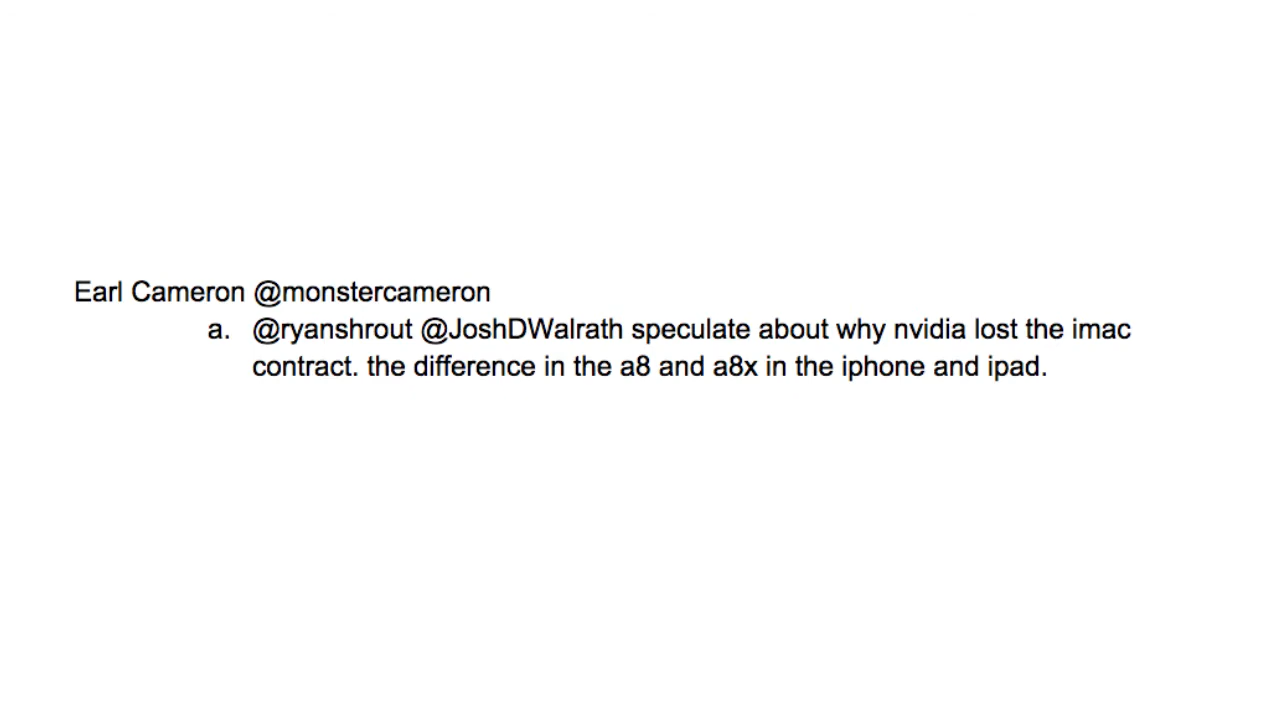 Earl Cameron @monstercameron
a. @ryanshrout @JoshDWalrath speculate about why nvidia lost the imac
contract. the difference in the a8 and a8x in the iphone and ipad.